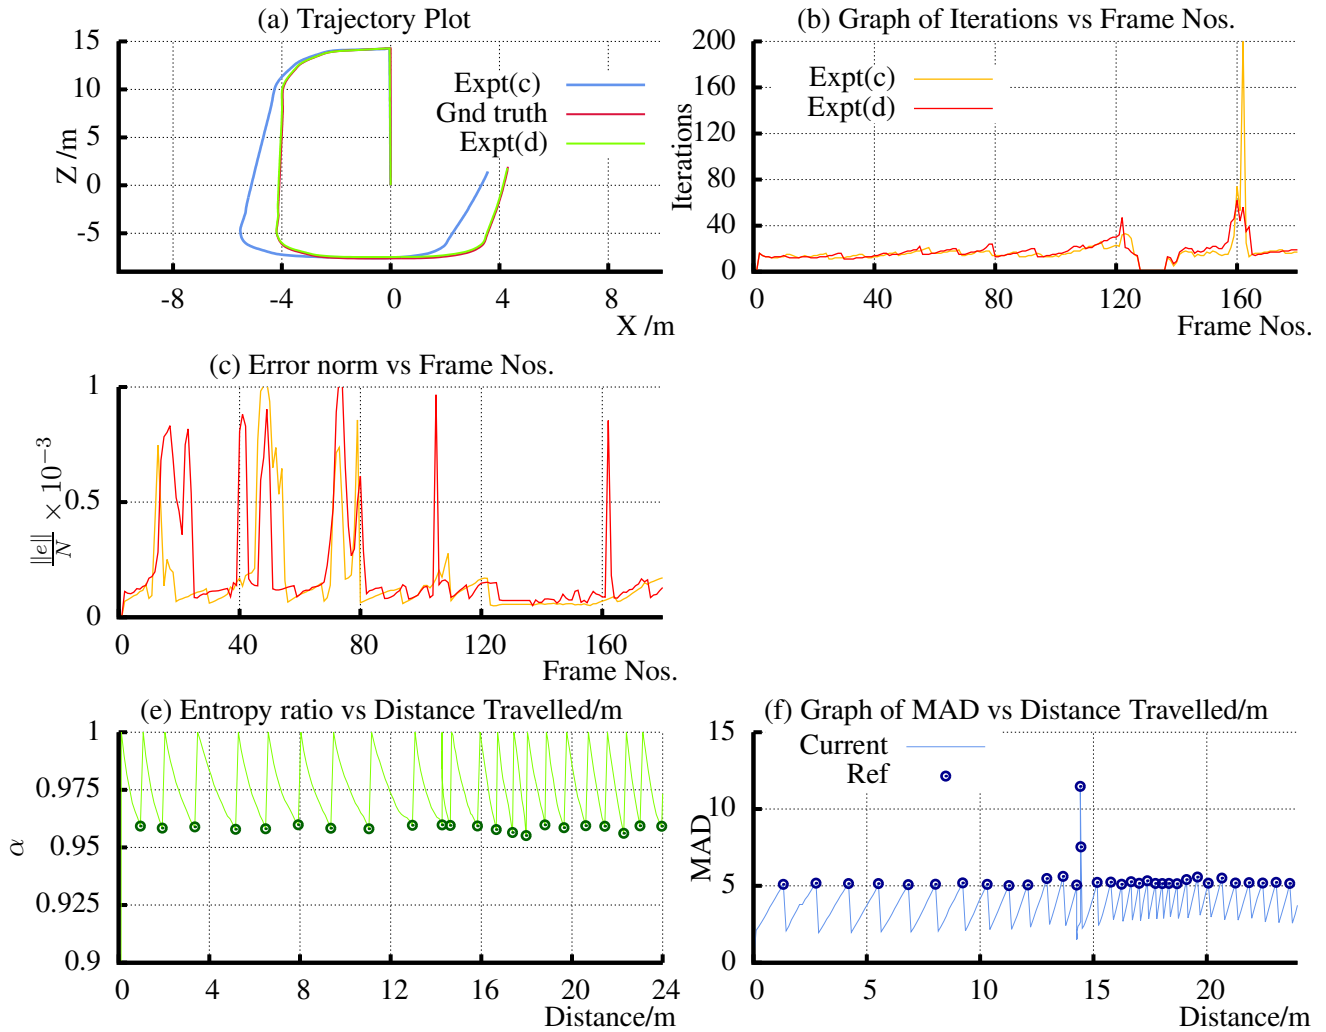 (a) Trajectory Plot
15
10
5
0
-5
Z /m
Expt(c)
Gnd truth
Expt(d)
-8
-4
0
4
8
X /m
(b) Graph of Iterations vs Frame Nos.
200
160
120
80
40
0
Iterations
Expt(c)
Expt(d)
0
40
80
120
160
Frame Nos.
(c) Error norm vs Frame Nos.
1
0.5
0
‖e‖/N × 10⁻³
0
40
80
120
160
Frame Nos.
(e) Entropy ratio vs Distance Travelled/m
1
0.975
0.95
0.925
0.9
α
0
4
8
12
16
20
24
Distance/m
(f) Graph of MAD vs Distance Travelled/m
15
10
5
0
MAD
Current
Ref
0
5
10
15
20
Distance/m